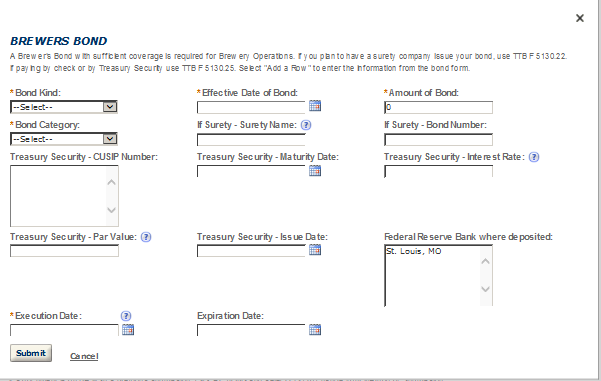 BREWERS BOND
A Brewer's Bond with sufficient coverage is required for Brewery Operations. If you plan to have a surety company issue your bond, use TTB F 5130.22.
If paying by check or by Treasury Security use TTB F 5130.25. Select "Add a Row" to enter the information from the bond form.
* Bond Kind: * Effective Date of Bond: * Amount of Bond:
--Select-- 0
* Bond Category: If Surety - Surety Name: ? If Surety - Bond Number:
--Select--
Treasury Security - CUSIP Number: Treasury Security - Maturity Date: Treasury Security - Interest Rate: ?
Treasury Security - Par Value: ? Treasury Security - Issue Date: Federal Reserve Bank where deposited:
St. Louis, MO
* Execution Date: ? Expiration Date:
Submit Cancel